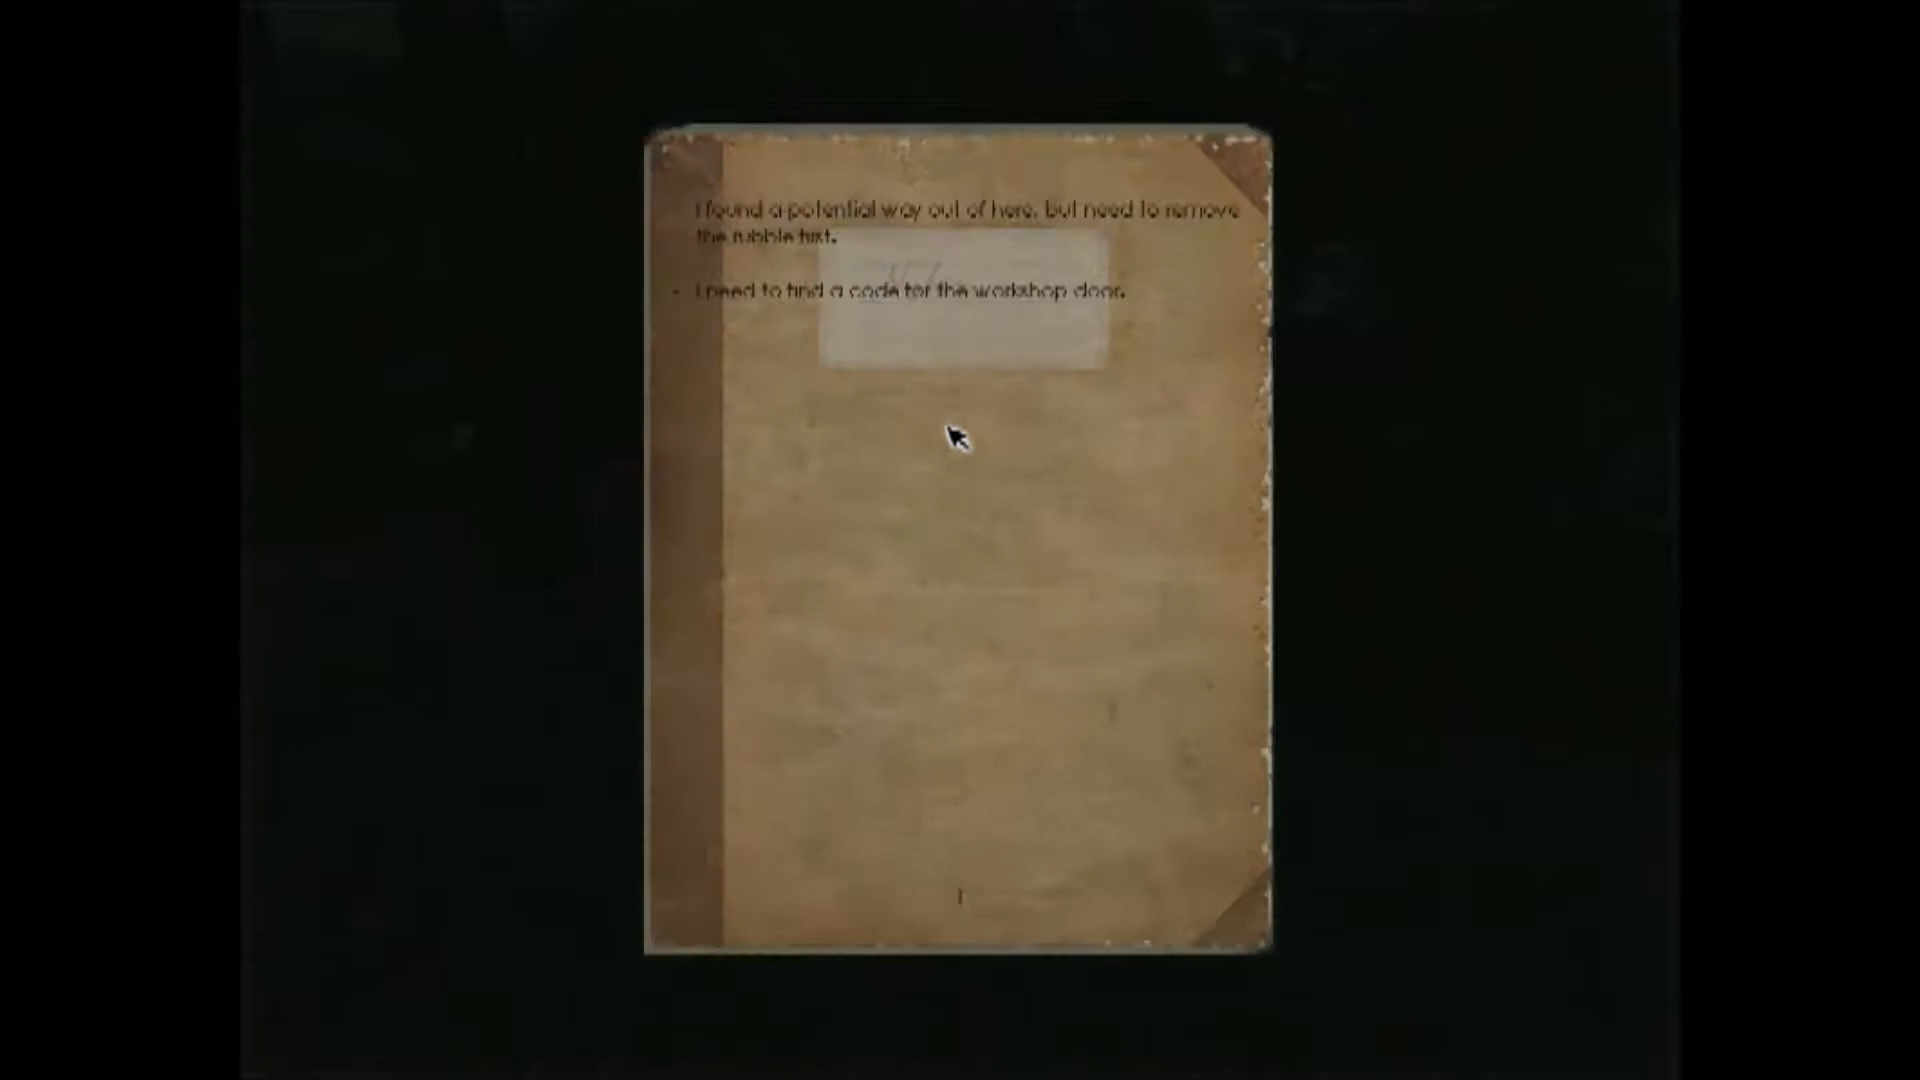 I found a potential way out of here, but need to remove
the rubble first.
- I need to find a code for the workshop door.
1